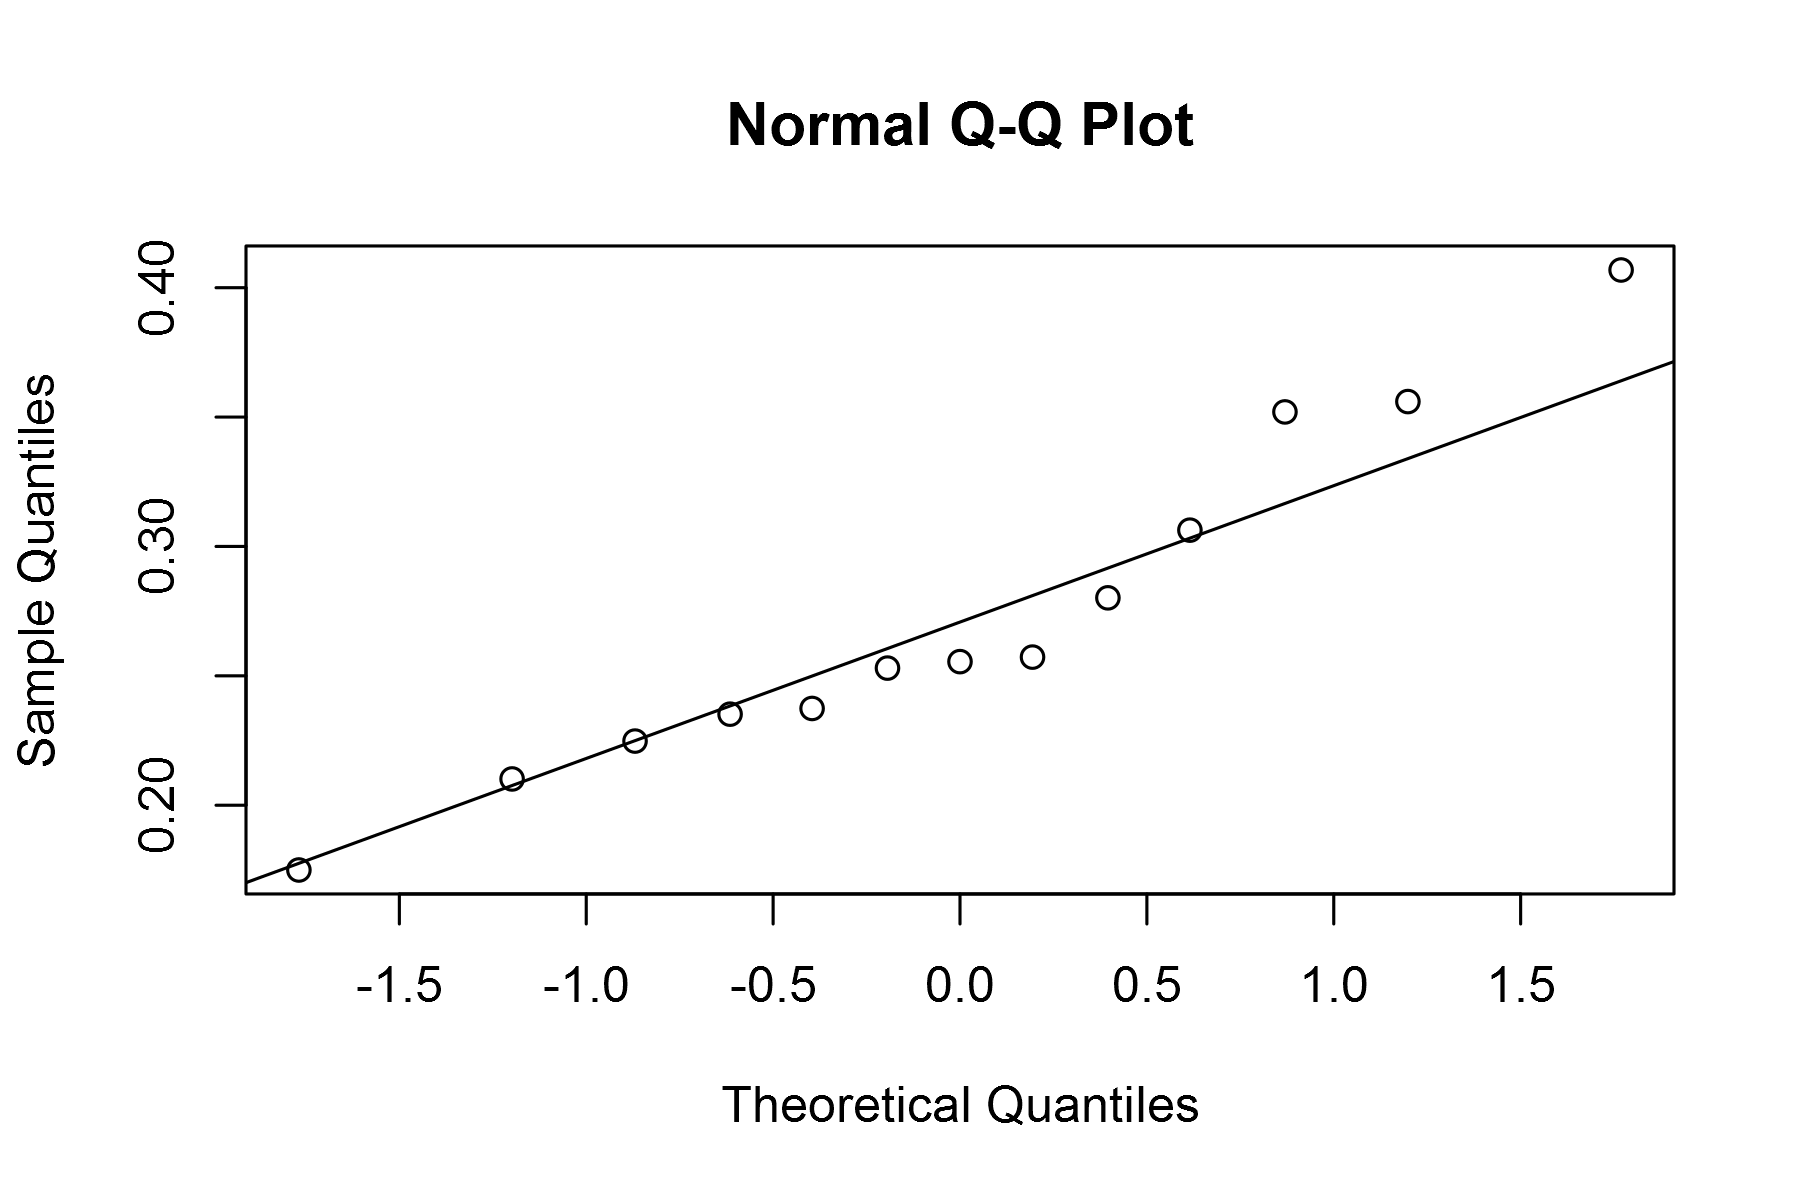 Normal Q-Q Plot
Sample Quantiles
0.40
0.30
0.20
-1.5 -1.0 -0.5 0.0 0.5 1.0 1.5
Theoretical Quantiles